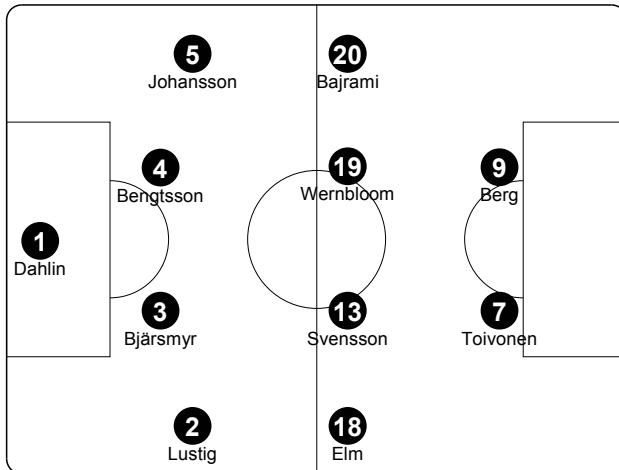 5
Johansson
20
Bajrami
4
Bengtsson
19
Wernbloom
9
Berg
1
Dahlin
3
Bjärsmyr
13
Svensson
7
Toivonen
2
Lustig
18
Elm